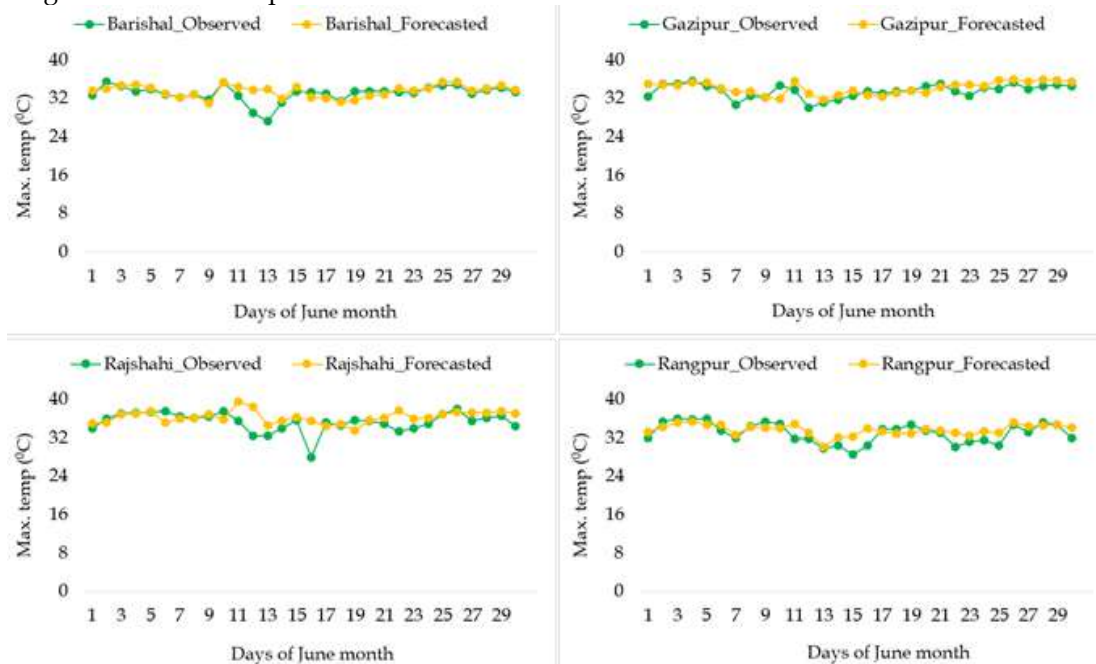 Barishal_Observed Barishal_Forecasted
40
32
24
16
8
0
Max. temp (⁰C)
1 3 5 7 9 11 13 15 17 19 21 23 25 27 29
Days of June month
Gazipur_Observed Gazipur_Forecasted
40
32
24
16
8
0
Max. temp (⁰C)
1 3 5 7 9 11 13 15 17 19 21 23 25 27 29
Days of June month
Rajshahi_Observed Rajshahi_Forecasted
40
32
24
16
8
0
Max. temp (⁰C)
1 3 5 7 9 11 13 15 17 19 21 23 25 27 29
Days of June month
Rangpur_Observed Rangpur_Forecasted
40
32
24
16
8
0
Max. temp (⁰C)
1 3 5 7 9 11 13 15 17 19 21 23 25 27 29
Days of June month